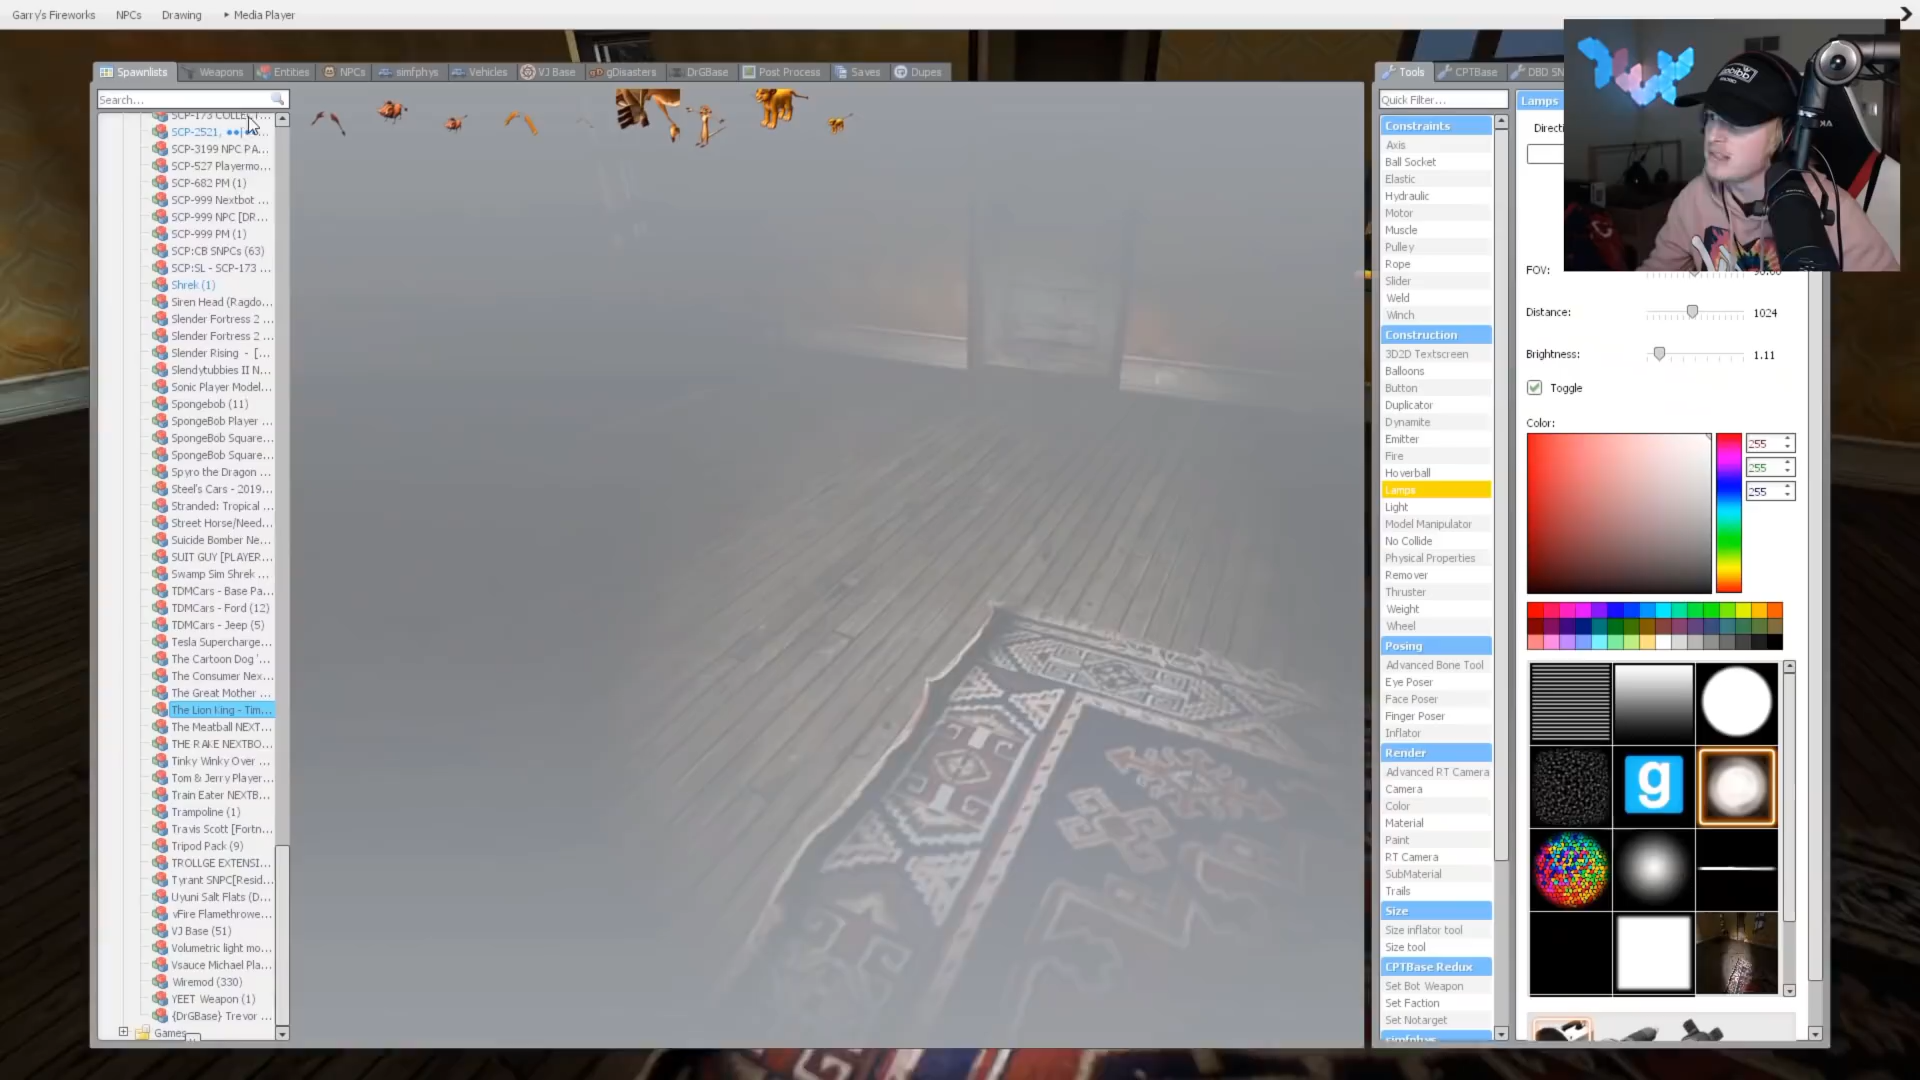 Garry's Fireworks NPCs Drawing Media Player
Spawnlists Weapons Entities NPCs simfphys Vehicles VJ Base gDisasters DrGBase Post Process Saves Dupes
Search...
SCP-2521, ●●|●
SCP-3199 NPC PA...
SCP-527 Playermo...
SCP-682 PM (1)
SCP-999 Nextbot ...
SCP-999 NPC [DR...
SCP-999 PM (1)
SCP:CB SNPCs (63)
SCP:SL - SCP-173 ...
Shrek (1)
Siren Head (Ragdo...
Slender Fortress 2 ...
Slender Fortress 2 ...
Slender Rising - [...
Slendytubbies II N...
Sonic Player Model...
Spongebob (11)
SpongeBob Player ...
SpongeBob Square...
SpongeBob Square...
Spyro the Dragon ...
Steel's Cars - 2019...
Stranded: Tropical ...
Street Horse/Need...
Suicide Bomber Ne...
SUIT GUY [PLAYER...
Swamp Sim Shrek ...
TDMCars - Base Pa...
TDMCars - Ford (12)
TDMCars - Jeep (5)
Tesla Supercharge...
The Cartoon Dog '...
The Consumer Nex...
The Great Mother ...
The Lion King - Tim...
The Meatball NEXT...
THE RAKE NEXTBO...
Tinky Winky Over ...
Tom & Jerry Player...
Train Eater NEXTB...
Trampoline (1)
Travis Scott [Fortn...
Tripod Pack (9)
TROLLGE EXTENSI...
Tyrant SNPC[Resid...
Uyuni Salt Flats (D...
vFire Flamethrowe...
VJ Base (51)
Volumetric light mo...
Vsauce Michael Pla...
Wiremod (330)
YEET Weapon (1)
{DrGBase} Trevor ...
Games
Tools CPTBase DBD SN
Quick Filter...
Constraints
Axis
Ball Socket
Elastic
Hydraulic
Motor
Muscle
Pulley
Rope
Slider
Weld
Winch
Construction
3D2D Textscreen
Balloons
Button
Duplicator
Dynamite
Emitter
Fire
Hoverball
Lamps
Light
Model Manipulator
No Collide
Physical Properties
Remover
Thruster
Weight
Wheel
Posing
Advanced Bone Tool
Eye Poser
Face Poser
Finger Poser
Inflator
Render
Advanced RT Camera
Camera
Color
Material
Paint
RT Camera
SubMaterial
Trails
Size
Size inflator tool
Size tool
CPTBase Redux
Set Bot Weapon
Set Faction
Set Notarget
simfphys
Lamps
FOV:
Distance: 1024
Brightness: 1.11
Toggle
Color:
255
255
255
g